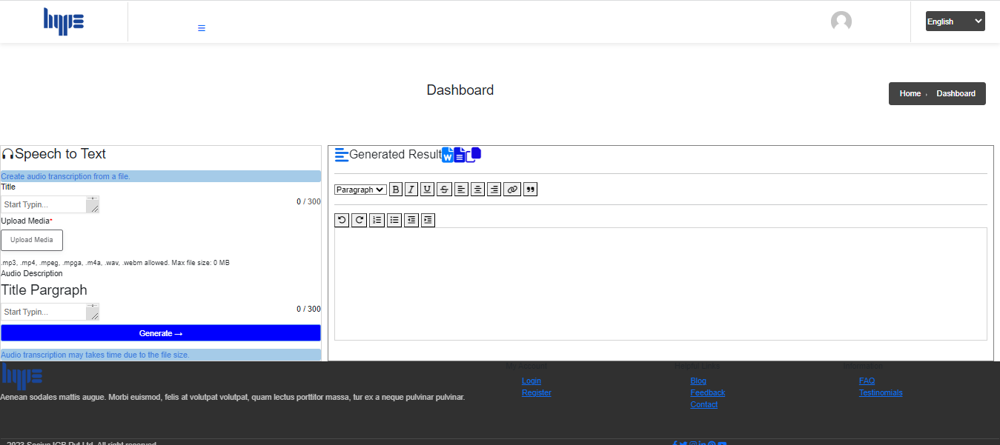 hype
English
Dashboard
Home › Dashboard
Speech to Text
Create audio transcription from a file.
Title
Start Typin...
0 / 300
Upload Media*
Upload Media
.mp3, .mp4, .mpeg, .mpga, .m4a, .wav, .webm allowed. Max file size: 0 MB
Audio Description
Title Pargraph
Start Typin...
0 / 300
Generate →
Audio transcription may takes time due to the file size.
Generated Result
Paragraph B I U S
hype
Aenean sodales mattis augue. Morbi euismod, felis at volutpat volutpat, quam lectus porttitor massa, tur ex a neque pulvinar pulvinar.
My Account
Login
Register
Helpful Links
Blog
Feedback
Contact
Information
FAQ
Testinomials
2023 Socius IGB Pvt Ltd. All right reserved